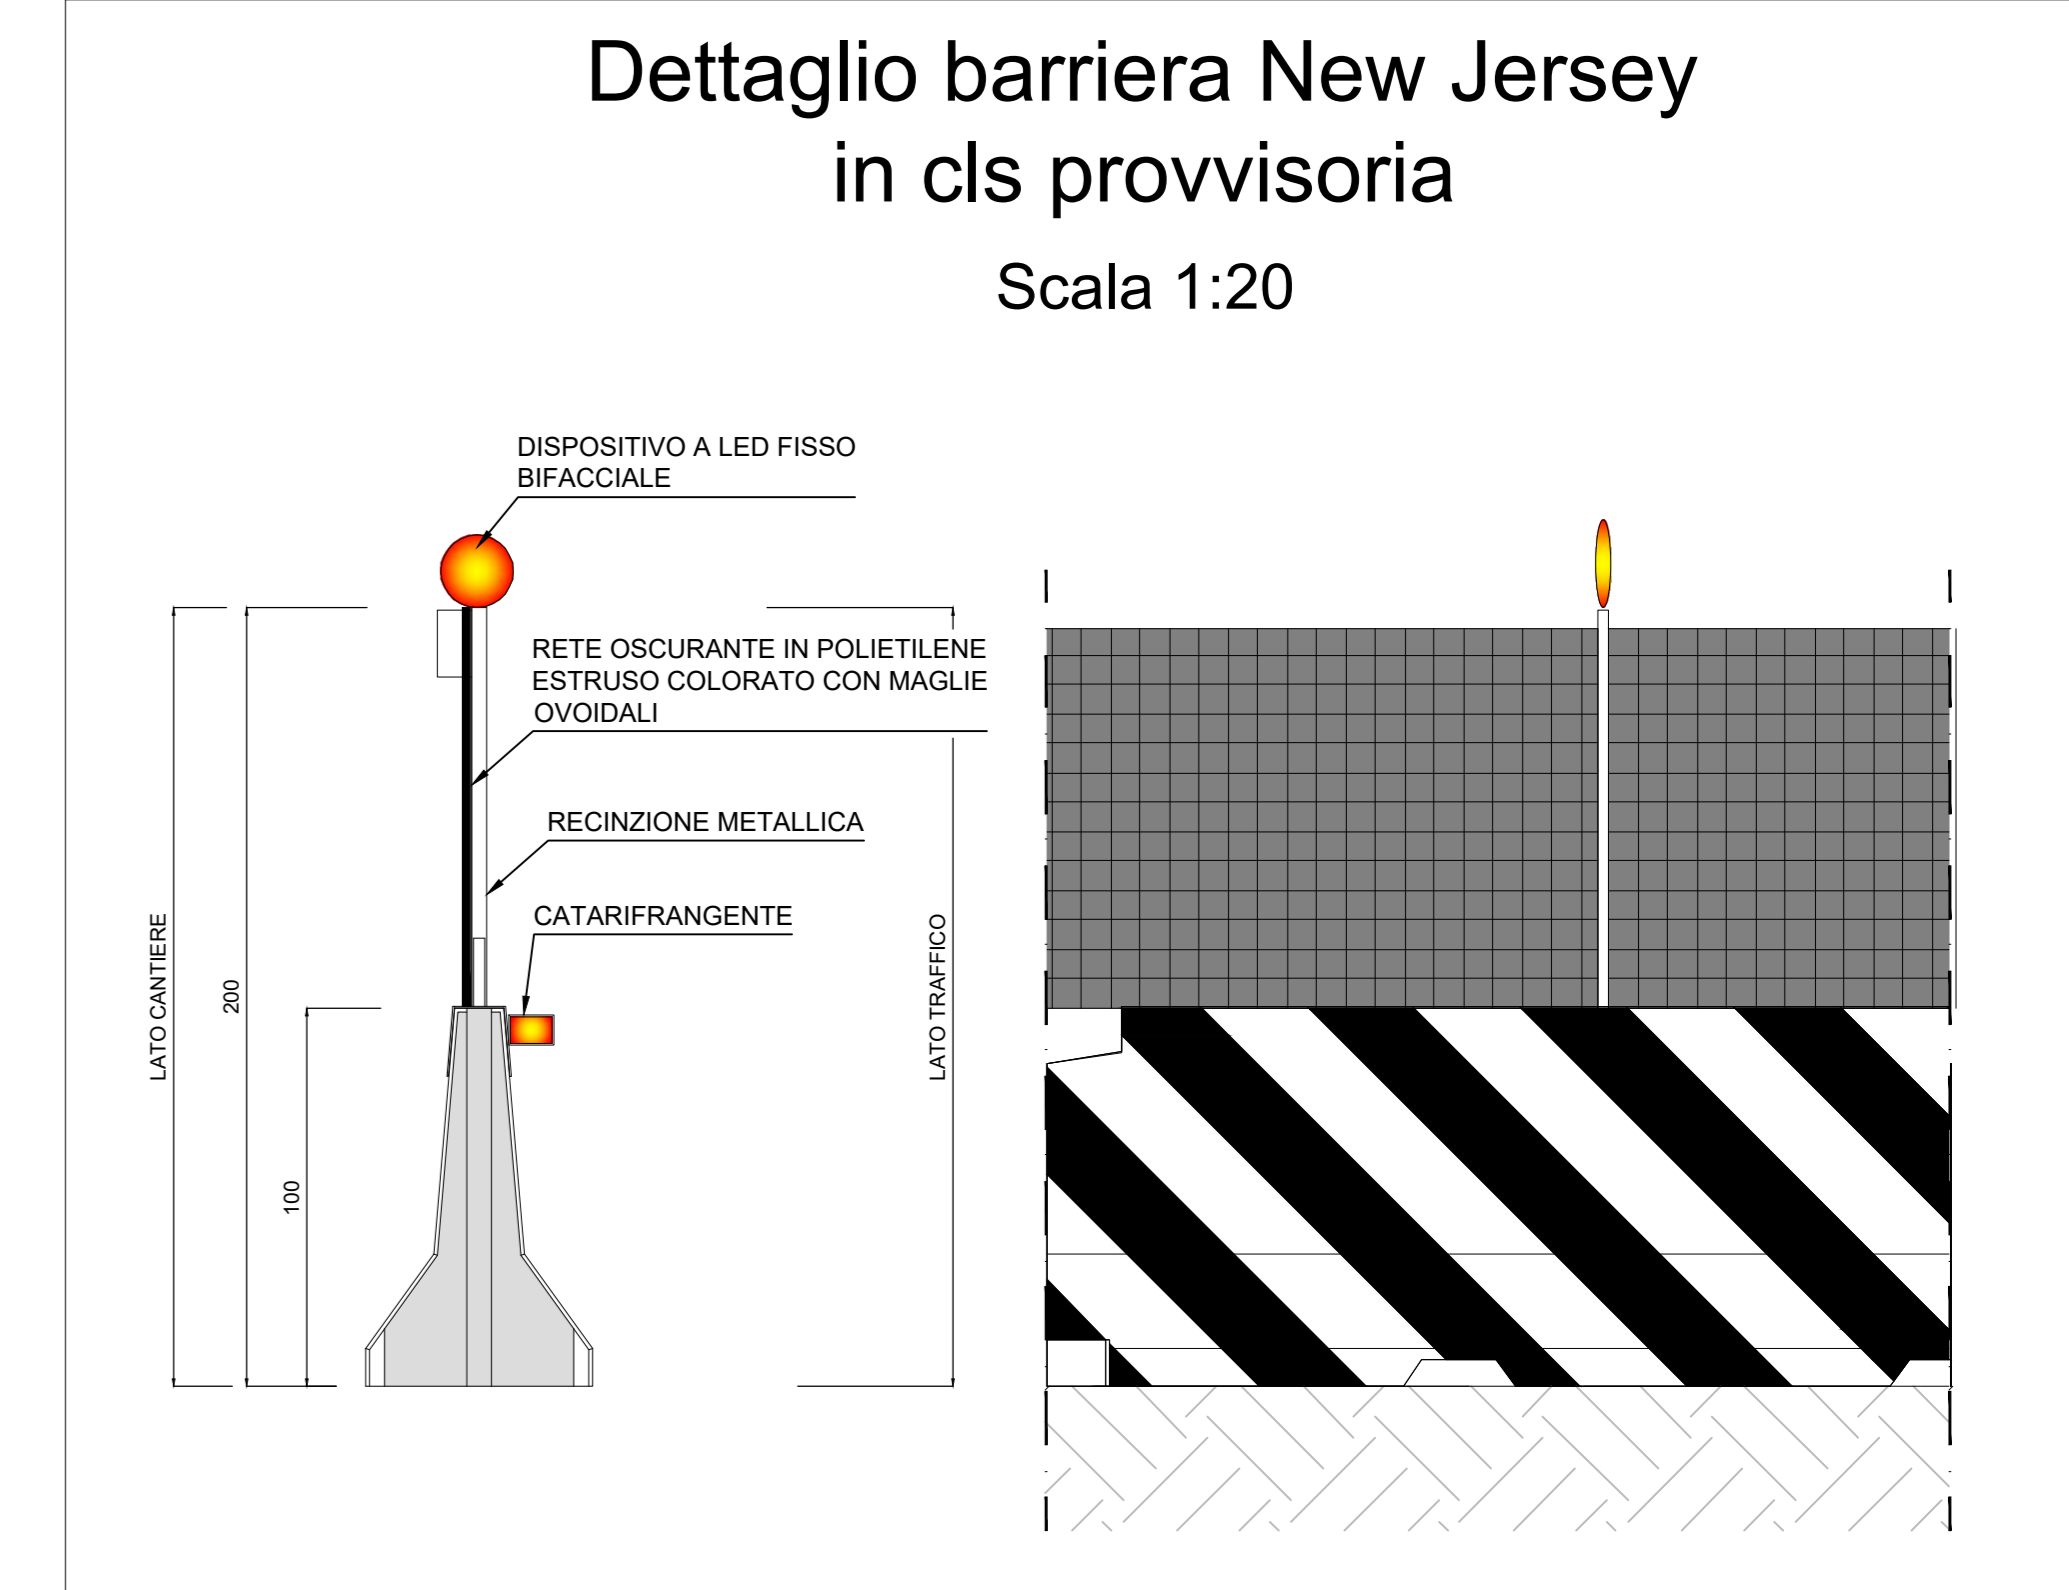 Dettaglio barriera New Jersey
in cls provvisoria
Scala 1:20
DISPOSITIVO A LED FISSO
BIFACCIALE
RETE OSCURANTE IN POLIETILENE
ESTRUSO COLORATO CON MAGLIE
OVOIDALI
RECINZIONE METALLICA
CATARIFRANGENTE
LATO CANTIERE
200
100
LATO TRAFFICO